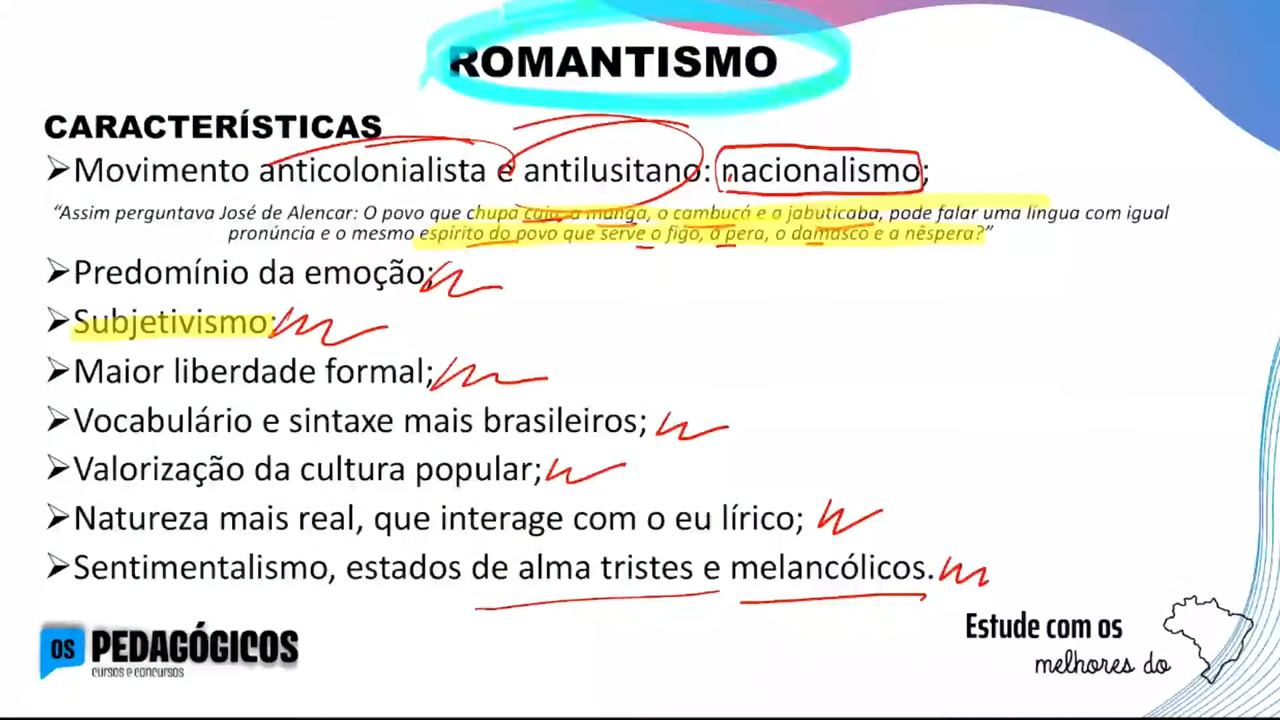 ROMANTISMO
CARACTERÍSTICAS
➢Movimento anticolonialista e antilusitano: nacionalismo;
“Assim perguntava José de Alencar: O povo que chupa caju, a manga, o cambucá e a jabuticaba, pode falar uma língua com igual
pronúncia e o mesmo espírito do povo que serve o figo, a pera, o damasco e a nêspera?”
➢Predomínio da emoção;
➢Subjetivismo;
➢Maior liberdade formal;
➢Vocabulário e sintaxe mais brasileiros;
➢Valorização da cultura popular;
➢Natureza mais real, que interage com o eu lírico;
➢Sentimentalismo, estados de alma tristes e melancólicos.
OS PEDAGÓGICOS
CURSOS E CONCURSOS
Estude com os
melhores do